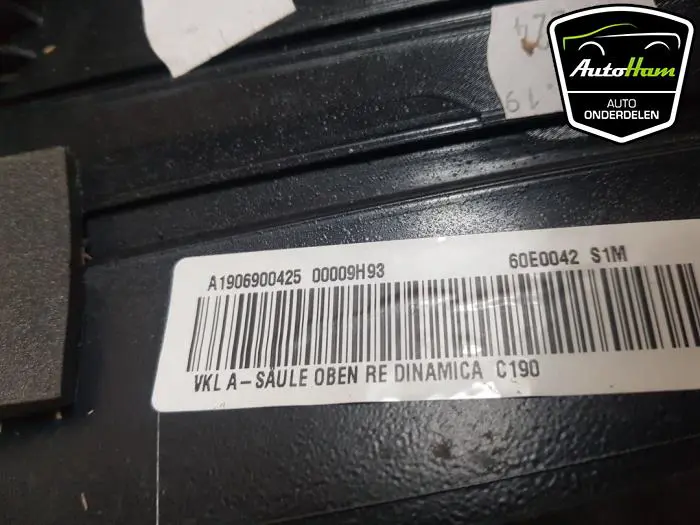 AutoHam
AUTO
ONDERDELEN
A1906900425 00009H93 60E0042 S1M
VKL A-SÄULE OBEN RE DINAMICA C190